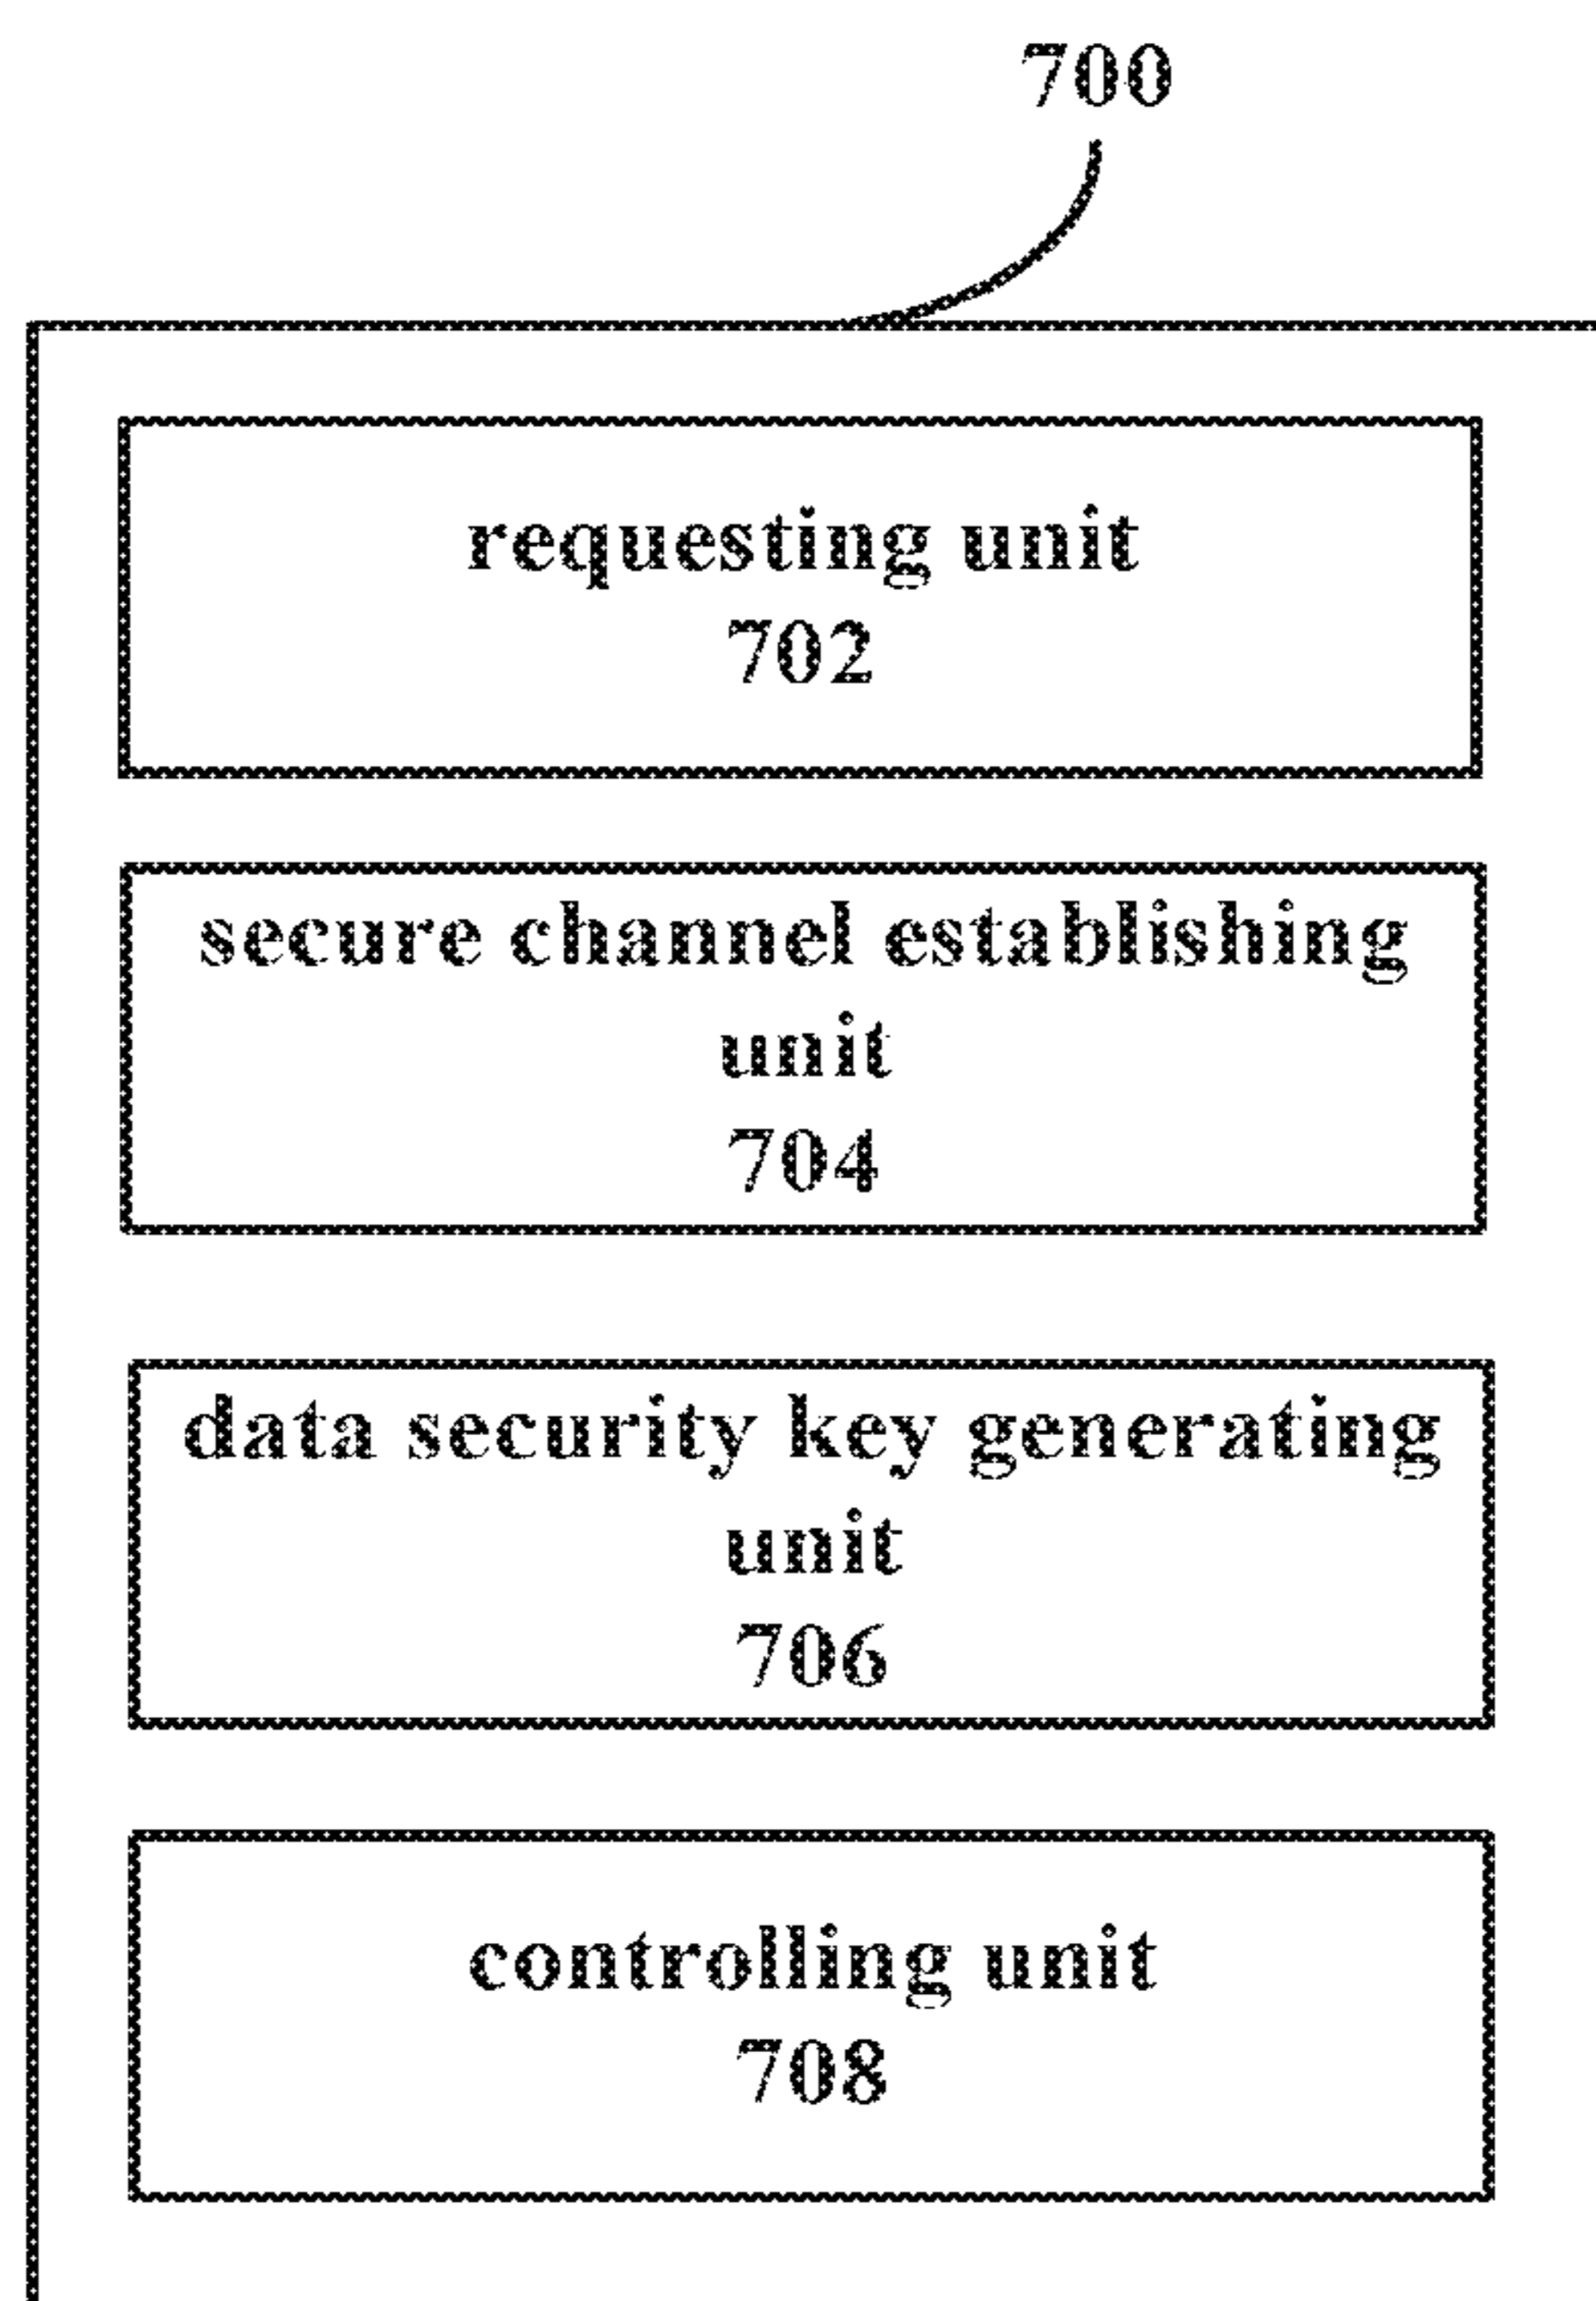 700
requesting unit
702
secure channel establishing
unit
704
data security key generating
unit
706
controlling unit
708